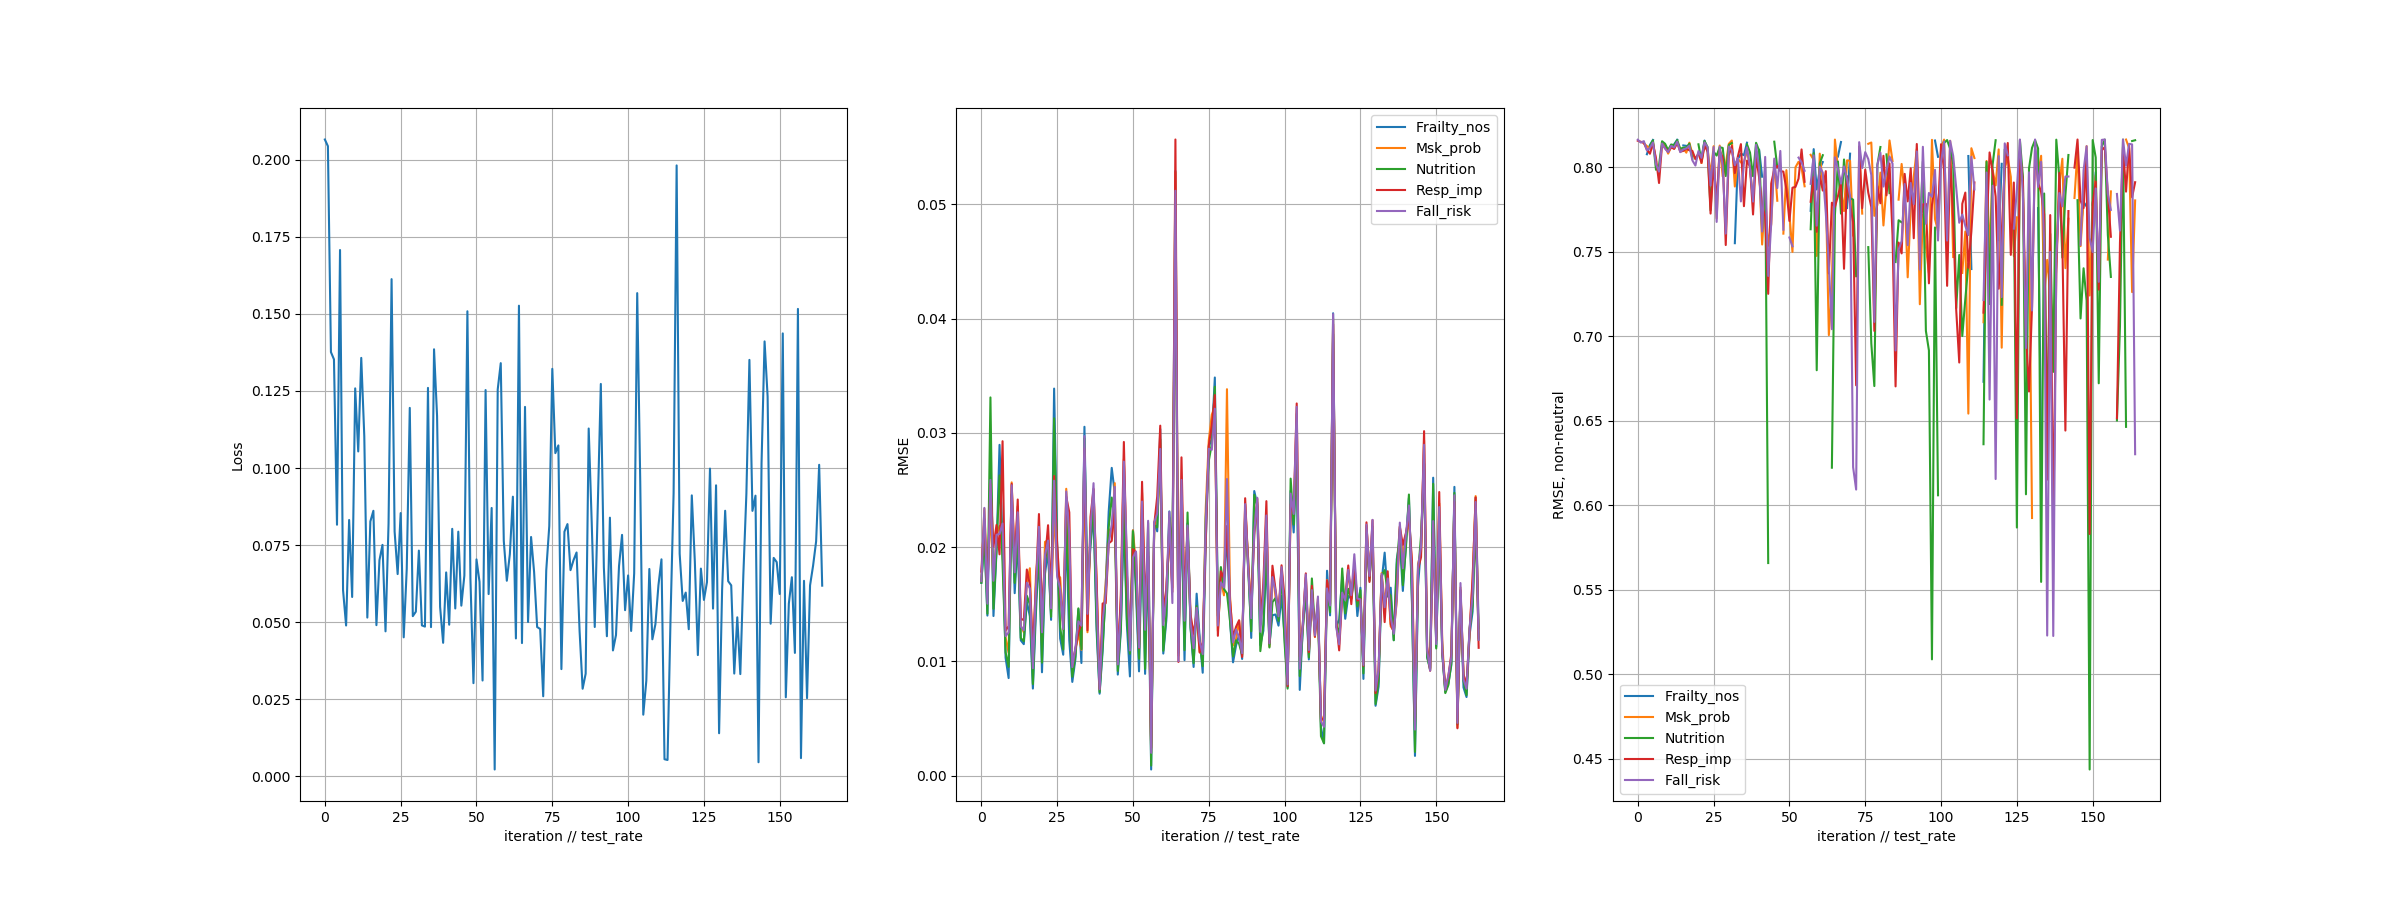 Loss
0.200
0.175
0.150
0.125
0.100
0.075
0.050
0.025
0.000
0 25 50 75 100 125 150
iteration // test_rate
RMSE
0.05
0.04
0.03
0.02
0.01
0.00
0 25 50 75 100 125 150
iteration // test_rate
Frailty_nos
Msk_prob
Nutrition
Resp_imp
Fall_risk
RMSE, non-neutral
0.80
0.75
0.70
0.65
0.60
0.55
0.50
0.45
0 25 50 75 100 125 150
iteration // test_rate
Frailty_nos
Msk_prob
Nutrition
Resp_imp
Fall_risk